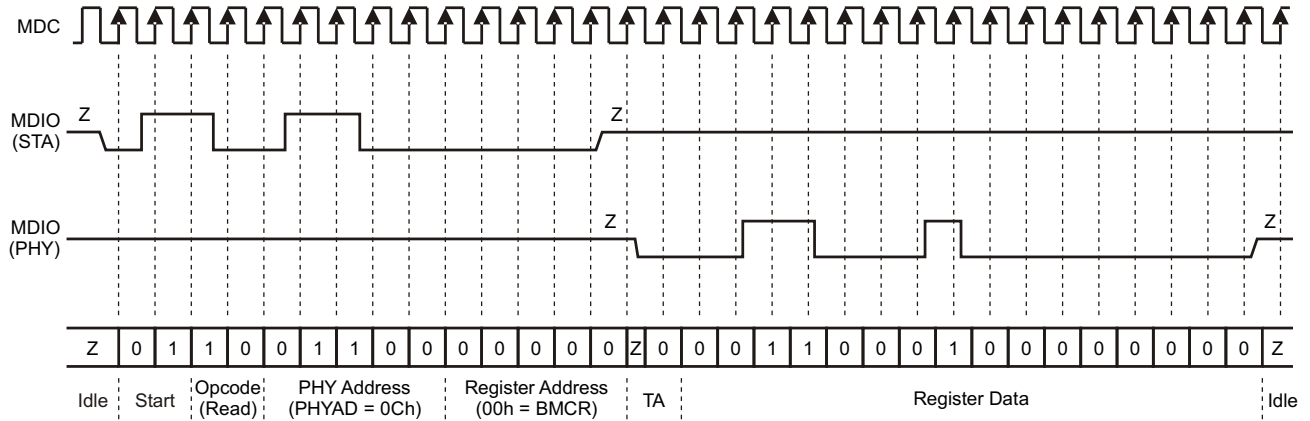 MDC
Z
Z
MDIO
(STA)
Z
Z
MDIO
(PHY)
Z 0 1 1 0 0 1 1 0 0 0 0 0 0 0 Z 0 0 0 1 1 0 0 0 1 0 0 0 0 0 0 0 0 Z
Idle
Start
Opcode
(Read)
PHY Address
(PHYAD = 0Ch)
Register Address
(00h = BMCR)
TA
Register Data
Idle